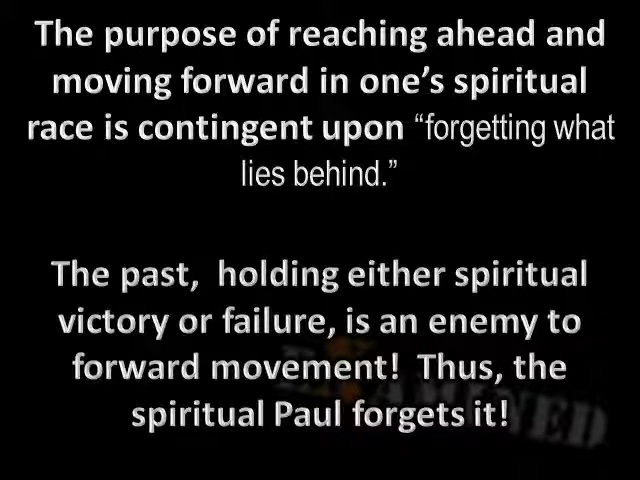 The purpose of reaching ahead and
moving forward in one’s spiritual
race is contingent upon “forgetting what
lies behind.”
The past,  holding either spiritual
victory or failure, is an enemy to
forward movement!  Thus, the
spiritual Paul forgets it!
EXAMINED